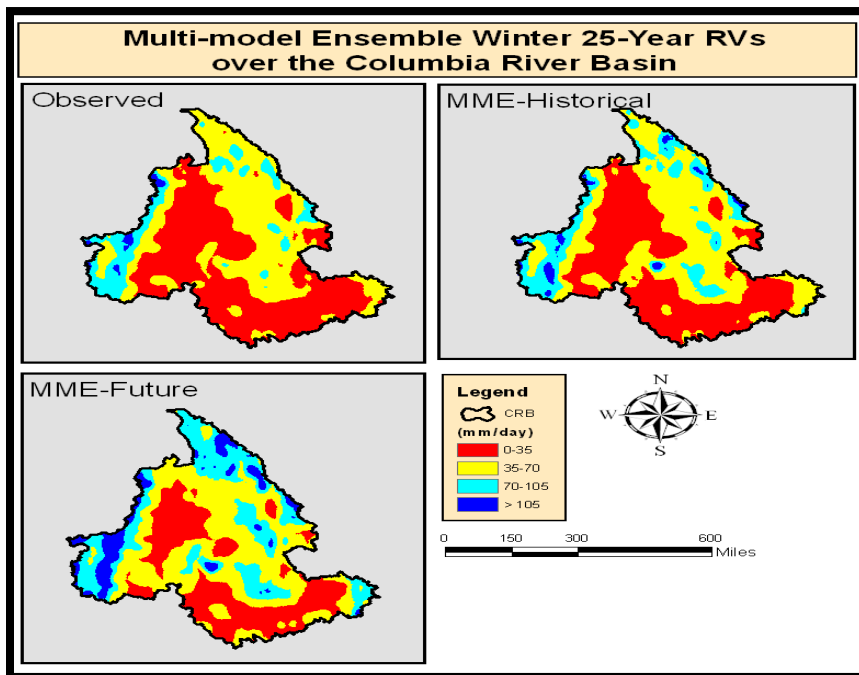 Multi-model Ensemble Winter 25-Year RVs
over the Columbia River Basin
Observed
MME-Historical
MME-Future
Legend
CRB
(mm/day)
0-35
35-70
70-105
> 105
N
W E
S
0 150 300 600
Miles